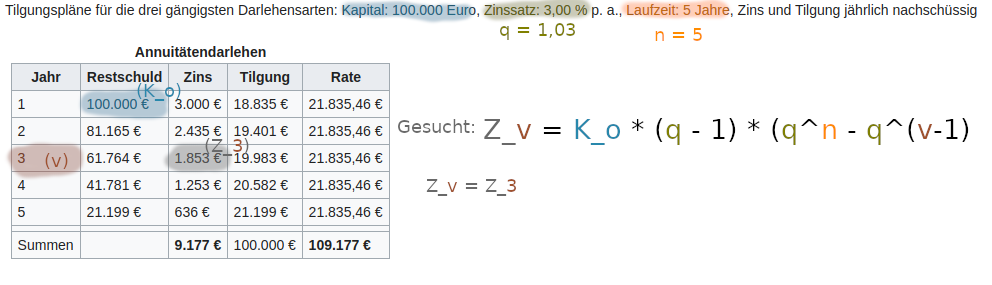 Tilgungspläne für die drei gängigsten Darlehensarten: Kapital: 100.000 Euro, Zinssatz: 3,00 % p. a., Laufzeit: 5 Jahre, Zins und Tilgung jährlich nachschüssig
q = 1,03 n = 5
Annuitätendarlehen
Jahr Restschuld Zins Tilgung Rate
(K_o)
1 100.000 € 3.000 € 18.835 € 21.835,46 €
2 81.165 € 2.435 € 19.401 € 21.835,46 €
(Z_3)
3 (v) 61.764 € 1.853 € 19.983 € 21.835,46 €
4 41.781 € 1.253 € 20.582 € 21.835,46 €
5 21.199 € 636 € 21.199 € 21.835,46 €
Summen 9.177 € 100.000 € 109.177 €
Gesucht: Z_v = K_o * (q - 1) * (q^n - q^(v-1)
Z_v = Z_3